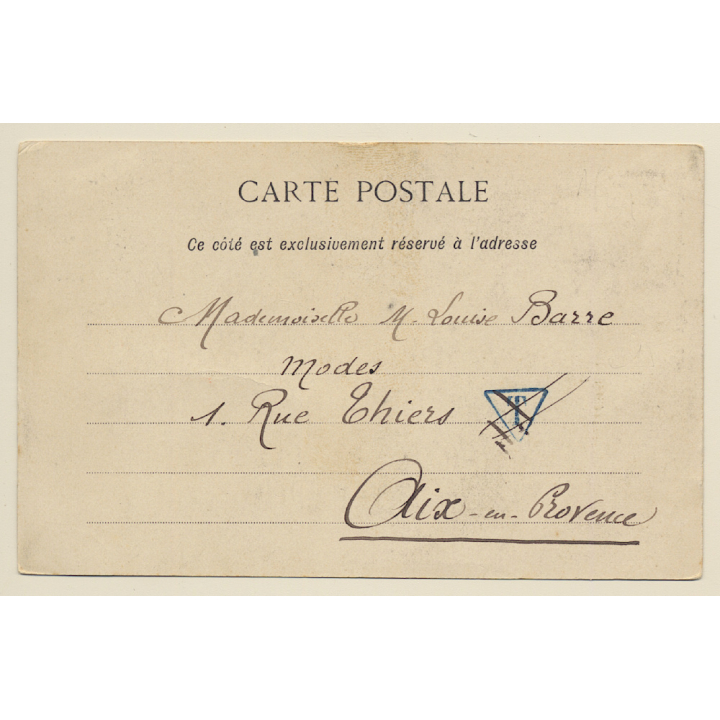 CARTE POSTALE
Ce côté est exclusivement réservé à l'adresse
Mademoiselle M. Louise Barre
Modes
1. Rue Thiers
T
Aix-en-Provence